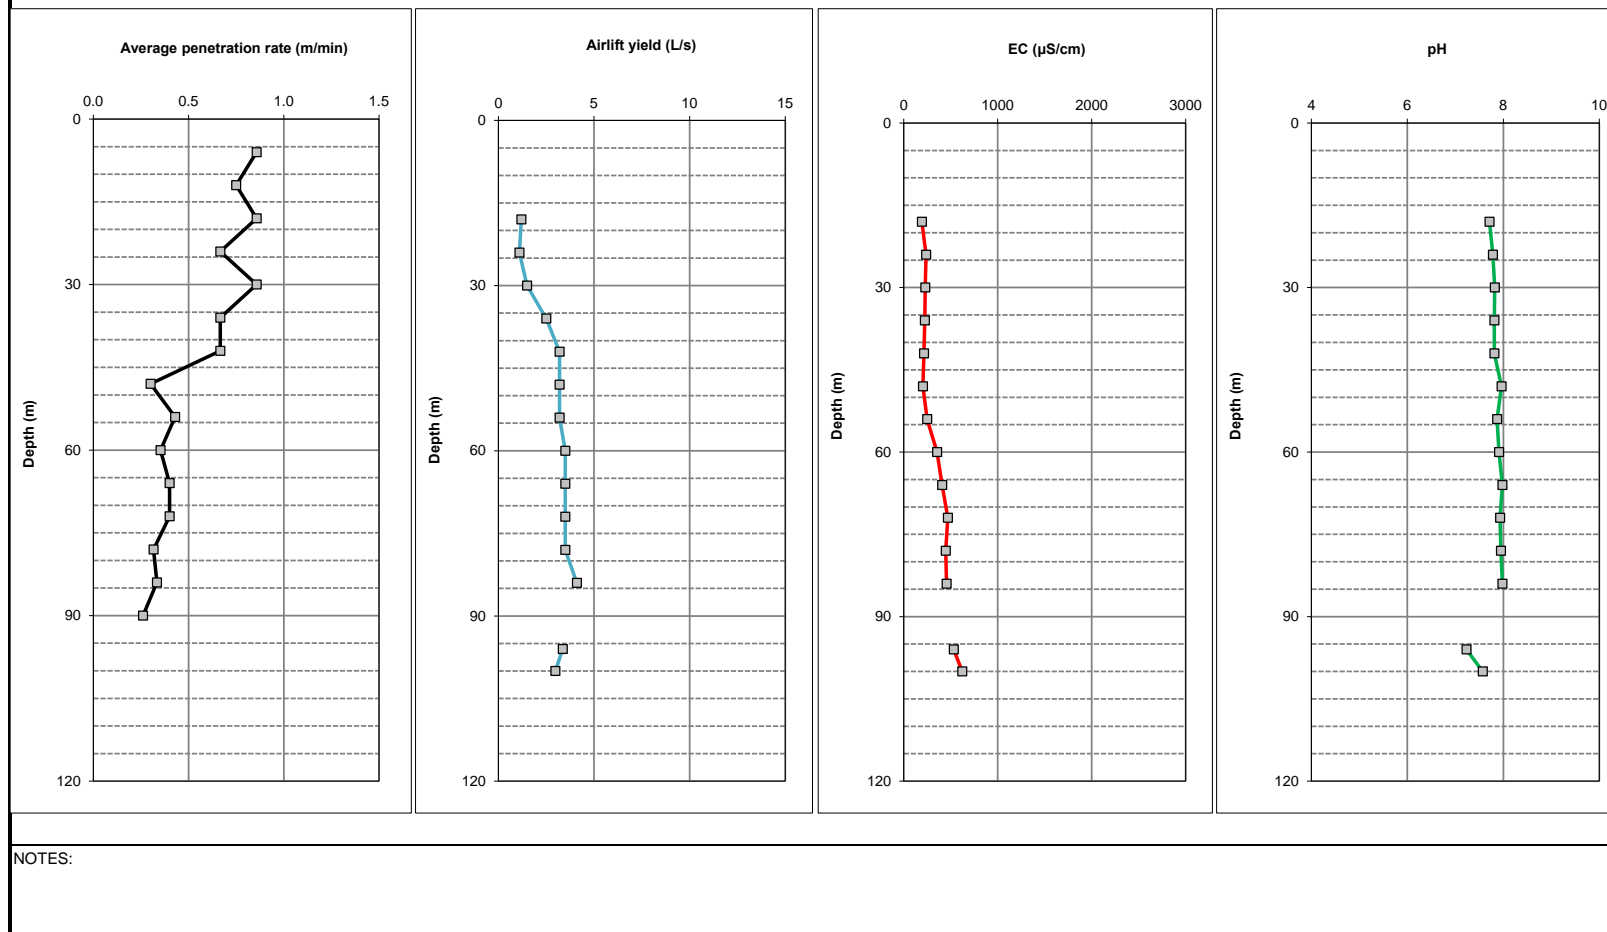 Average penetration rate (m/min)
0.0 0.5 1.0 1.5
0
30
60
90
120
Depth (m)
Airlift yield (L/s)
0 5 10 15
0
30
60
90
120
Depth (m)
EC (µS/cm)
0 1000 2000 3000
0
30
60
90
120
Depth (m)
pH
4 6 8 10
0
30
60
90
120
Depth (m)
NOTES: